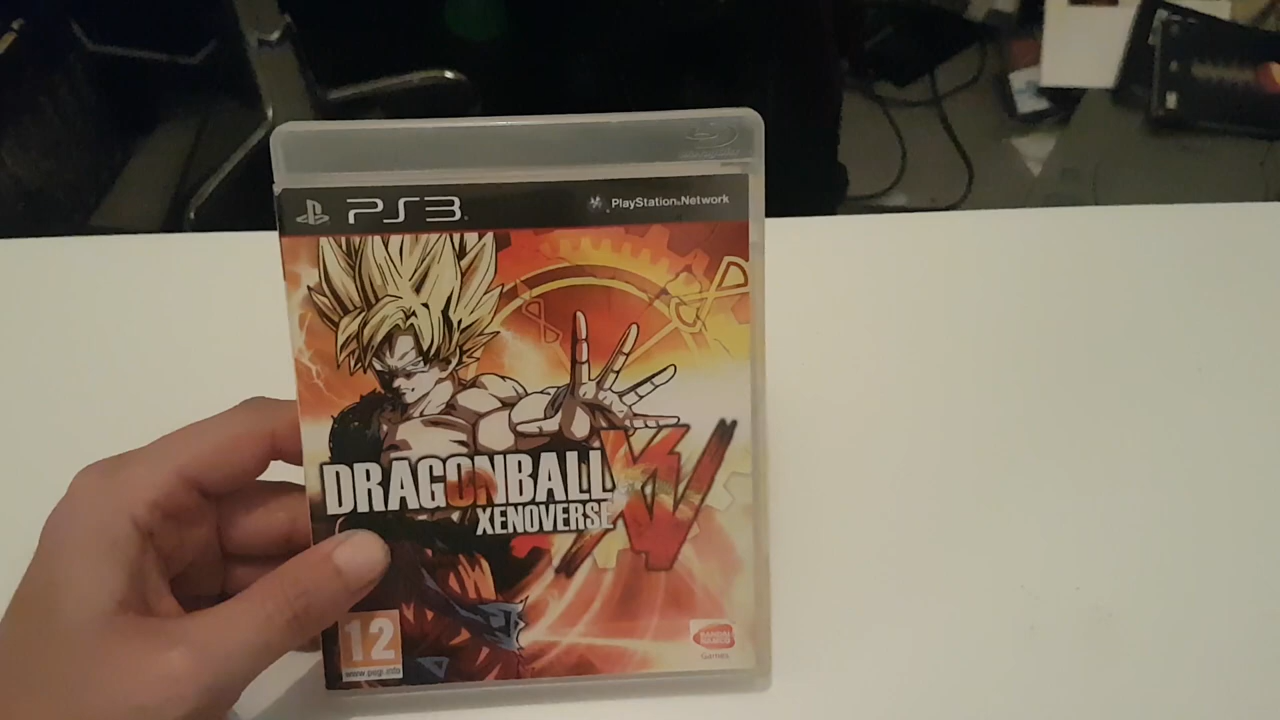 PS3
PlayStation®Network
DRAGONBALL
XENOVERSE
XV
12
www.pegi.info
BANDAI
NAMCO
Games